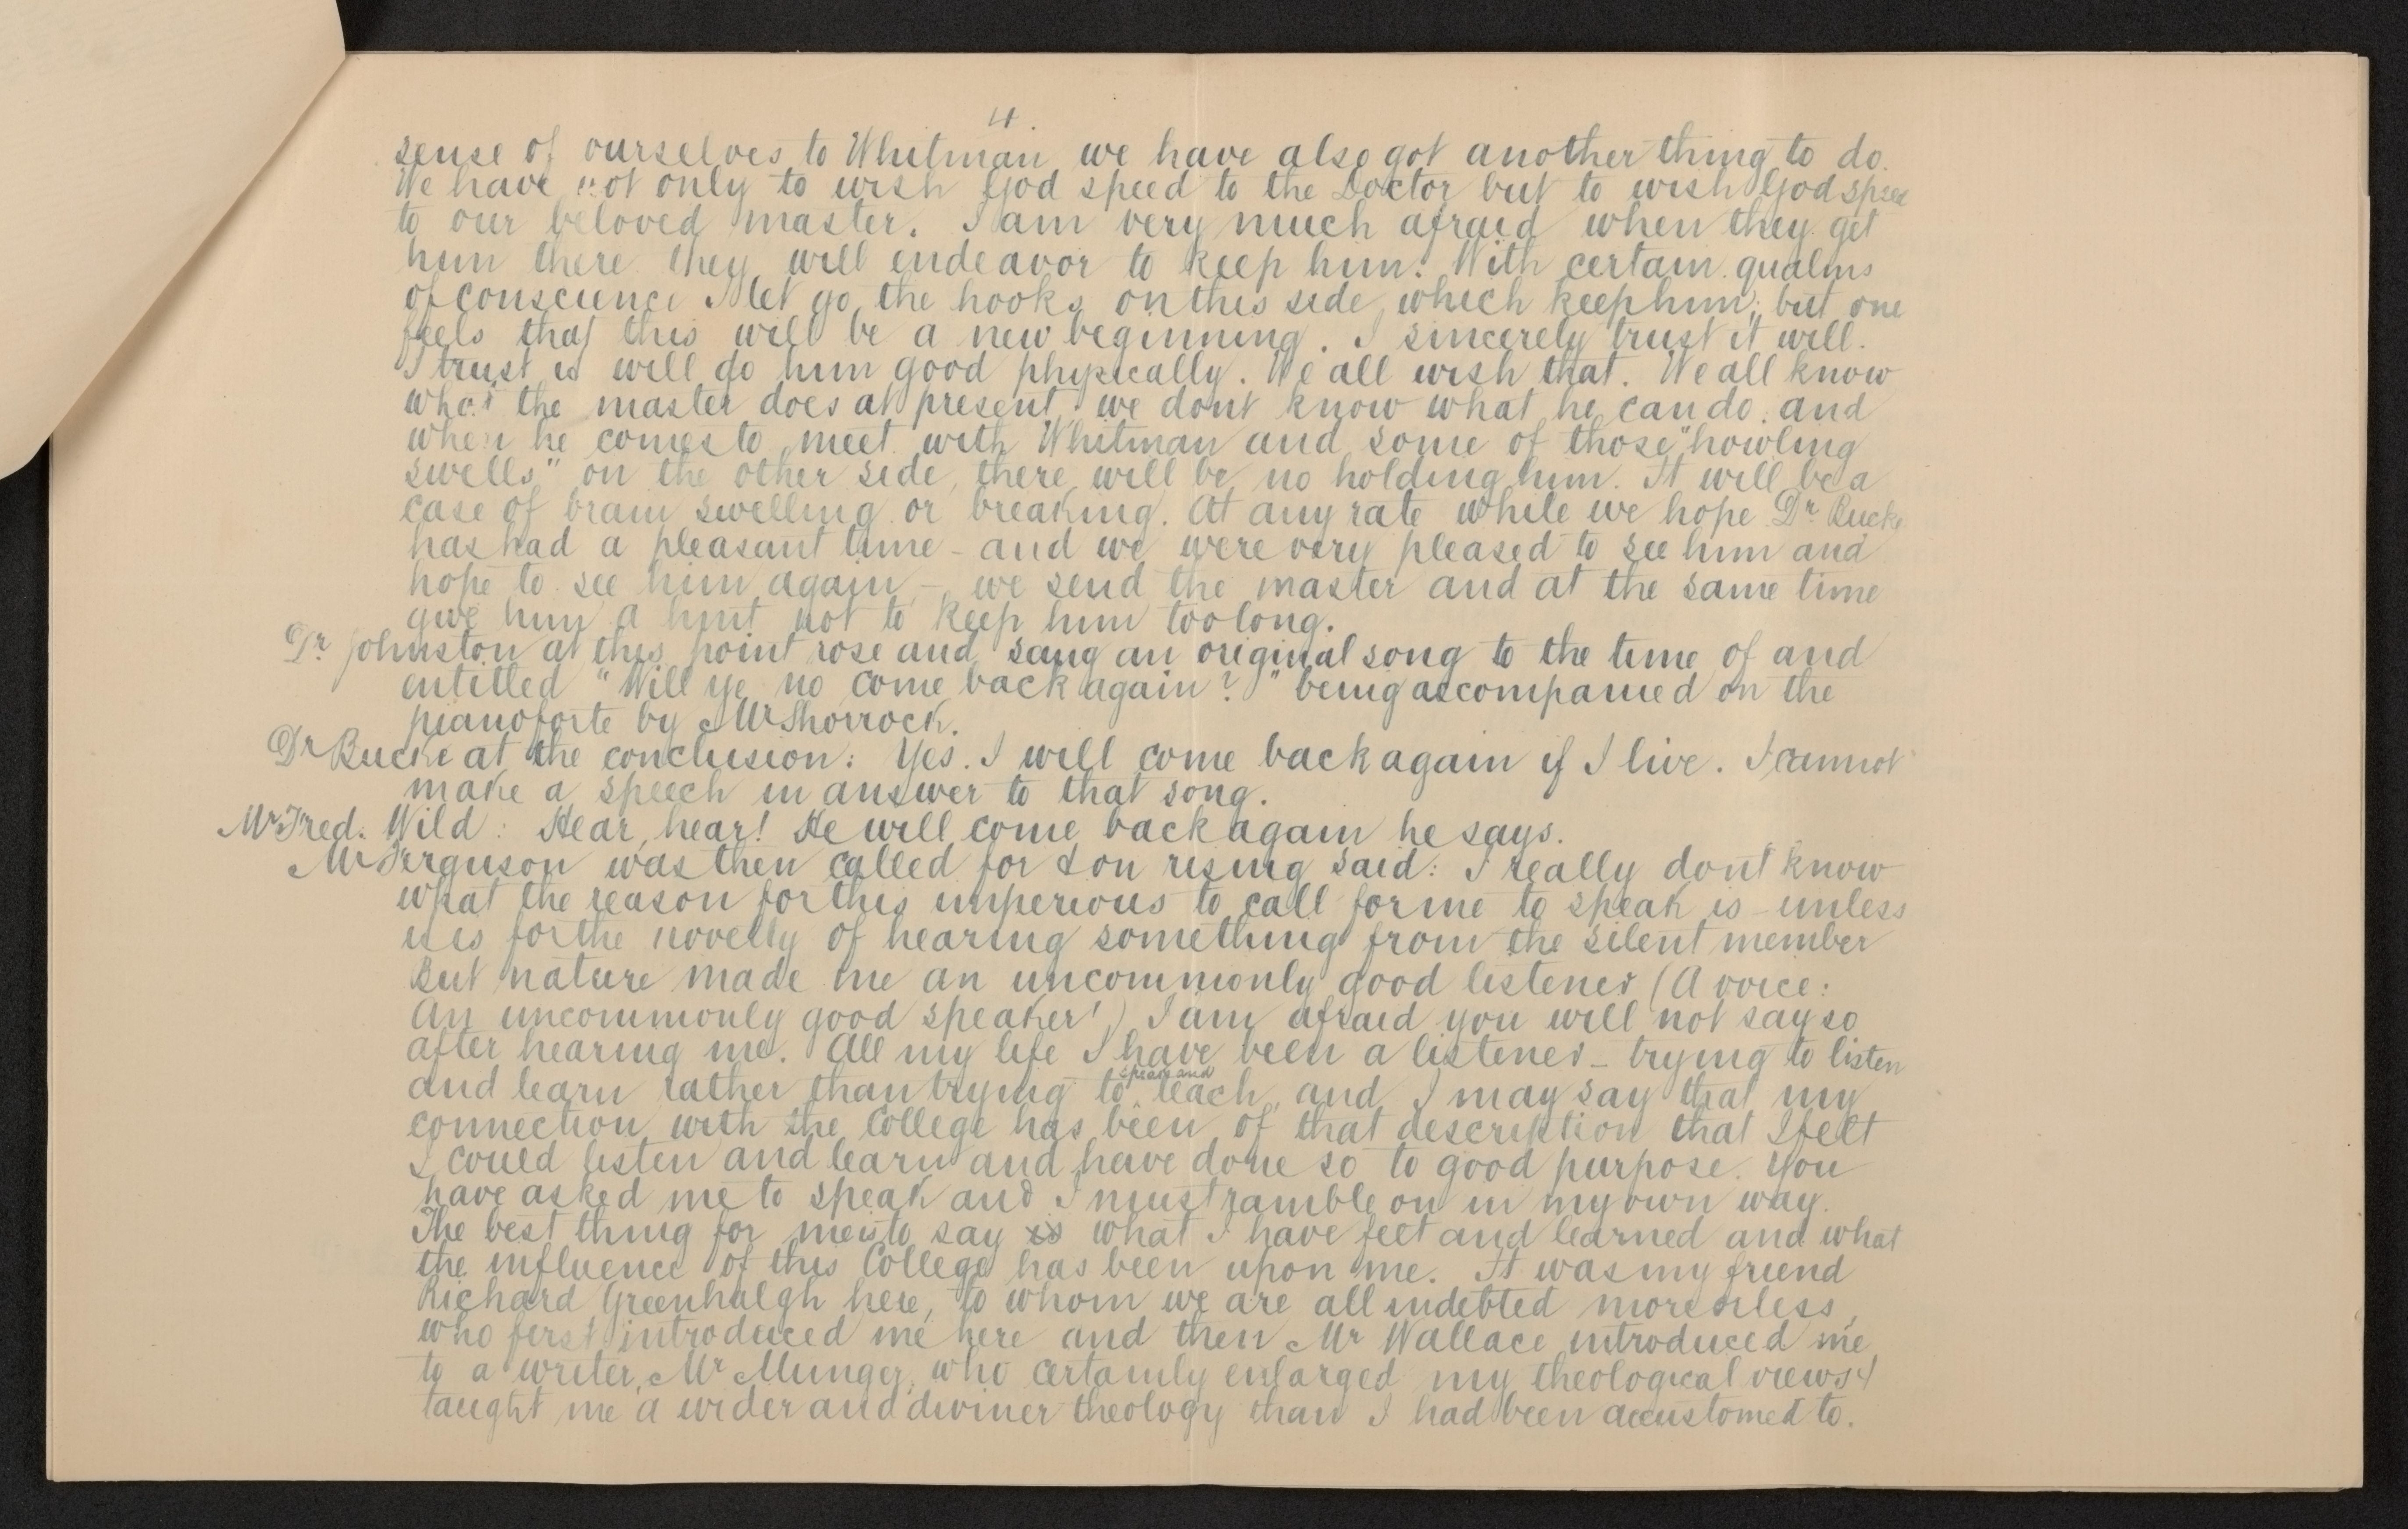 4.
sense of ourselves to Whitman we have also got another thing to do.
We have not only to wish God speed to the Doctor but to wish God speed
to our beloved master. I am very much afraid when they get
him there they will endeavor to keep him. With certain qualms
of conscience I let go the hooks on this side, which keep him; but one
feels that this will be a new beginning. I sincerely trust it will.
I trust is will do him good physically. We all wish that. We all know
what the master does at present; we dont know what he can do; and
when he comes to meet with Whitman and some of those "howling
swells" on the other side, there will be no holding him. It will be a
case of brain swelling or breaking. At any rate while we hope Dr Bucke
has had a pleasant time – and we were very pleased to see him and
hope to see him again – we send the master and at the same time
give him a hint not to keep him too long.
Dr Johnston at this point rose and sang an original song to the tune of and
entitled "Will ye no come back again?" being accompanied on the
pianoforte by Mr Shorrock.
Dr Bucke at the conclusion: Yes. I will come back again if I live. I cannot
make a speech in answer to that song.
Mr Fred. Wild: Hear, hear! He will come back again he says.
Mr Ferguson was then called for & on rising said: I really dont know
what the reason for this imperious to call for me to speak is – unless
it is for the novelty of hearing something from the silent member
But nature made me an uncommonly good listener (A voice:
An uncommonly good speaker!) I am afraid you will not say so
after hearing me. All my life I have been a listener – trying to listen
and learn rather than trying to speak and teach, and I may say that my
connection with the College has been of that description that I felt
I could listen and learn and have done so to good purpose. You
have asked me to speak and I must ramble on in my own way.
The best thing for me is to say is what I have felt and learned and what
the influence of this College has been upon me. It was my friend
Richard Greenhalgh here, to whom we are all indebted more or less,
who first introduced me here and then Mr Wallace introduced me
to a writer, Mr Munger, who certainly enlarged my theological views &
taught me a wider and diviner theology than I had been accustomed to.